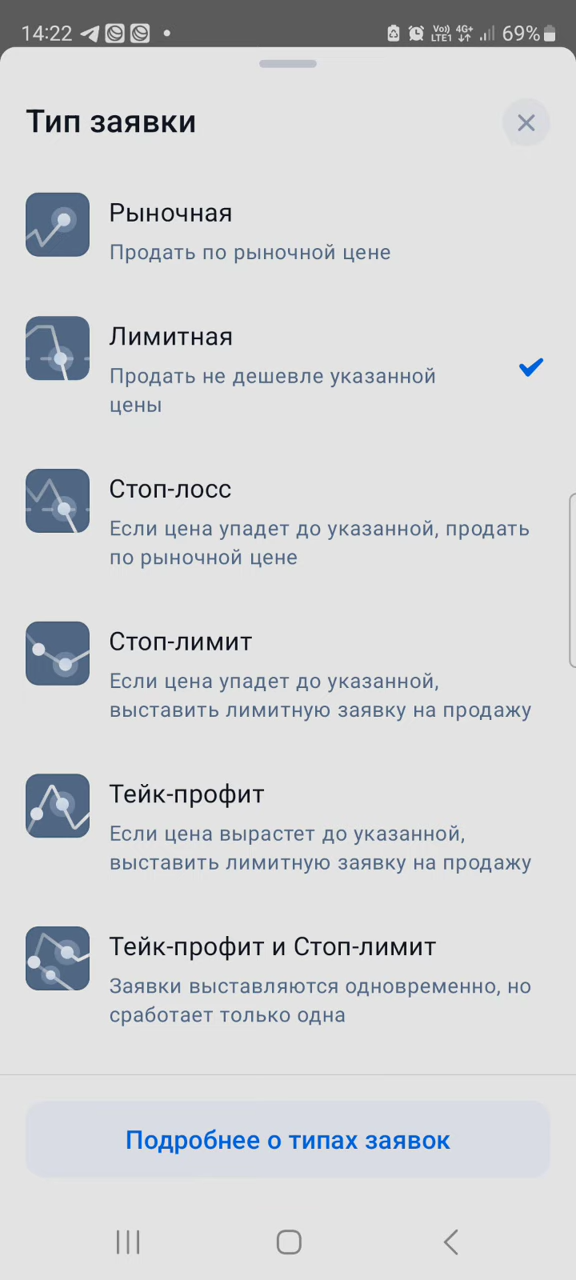 14:22
Vo) LTE1 4G+ 69%
Тип заявки
Рыночная
Продать по рыночной цене
Лимитная
Продать не дешевле указанной
цены
Стоп-лосс
Если цена упадет до указанной, продать
по рыночной цене
Стоп-лимит
Если цена упадет до указанной,
выставить лимитную заявку на продажу
Тейк-профит
Если цена вырастет до указанной,
выставить лимитную заявку на продажу
Тейк-профит и Стоп-лимит
Заявки выставляются одновременно, но
сработает только одна
Подробнее о типах заявок